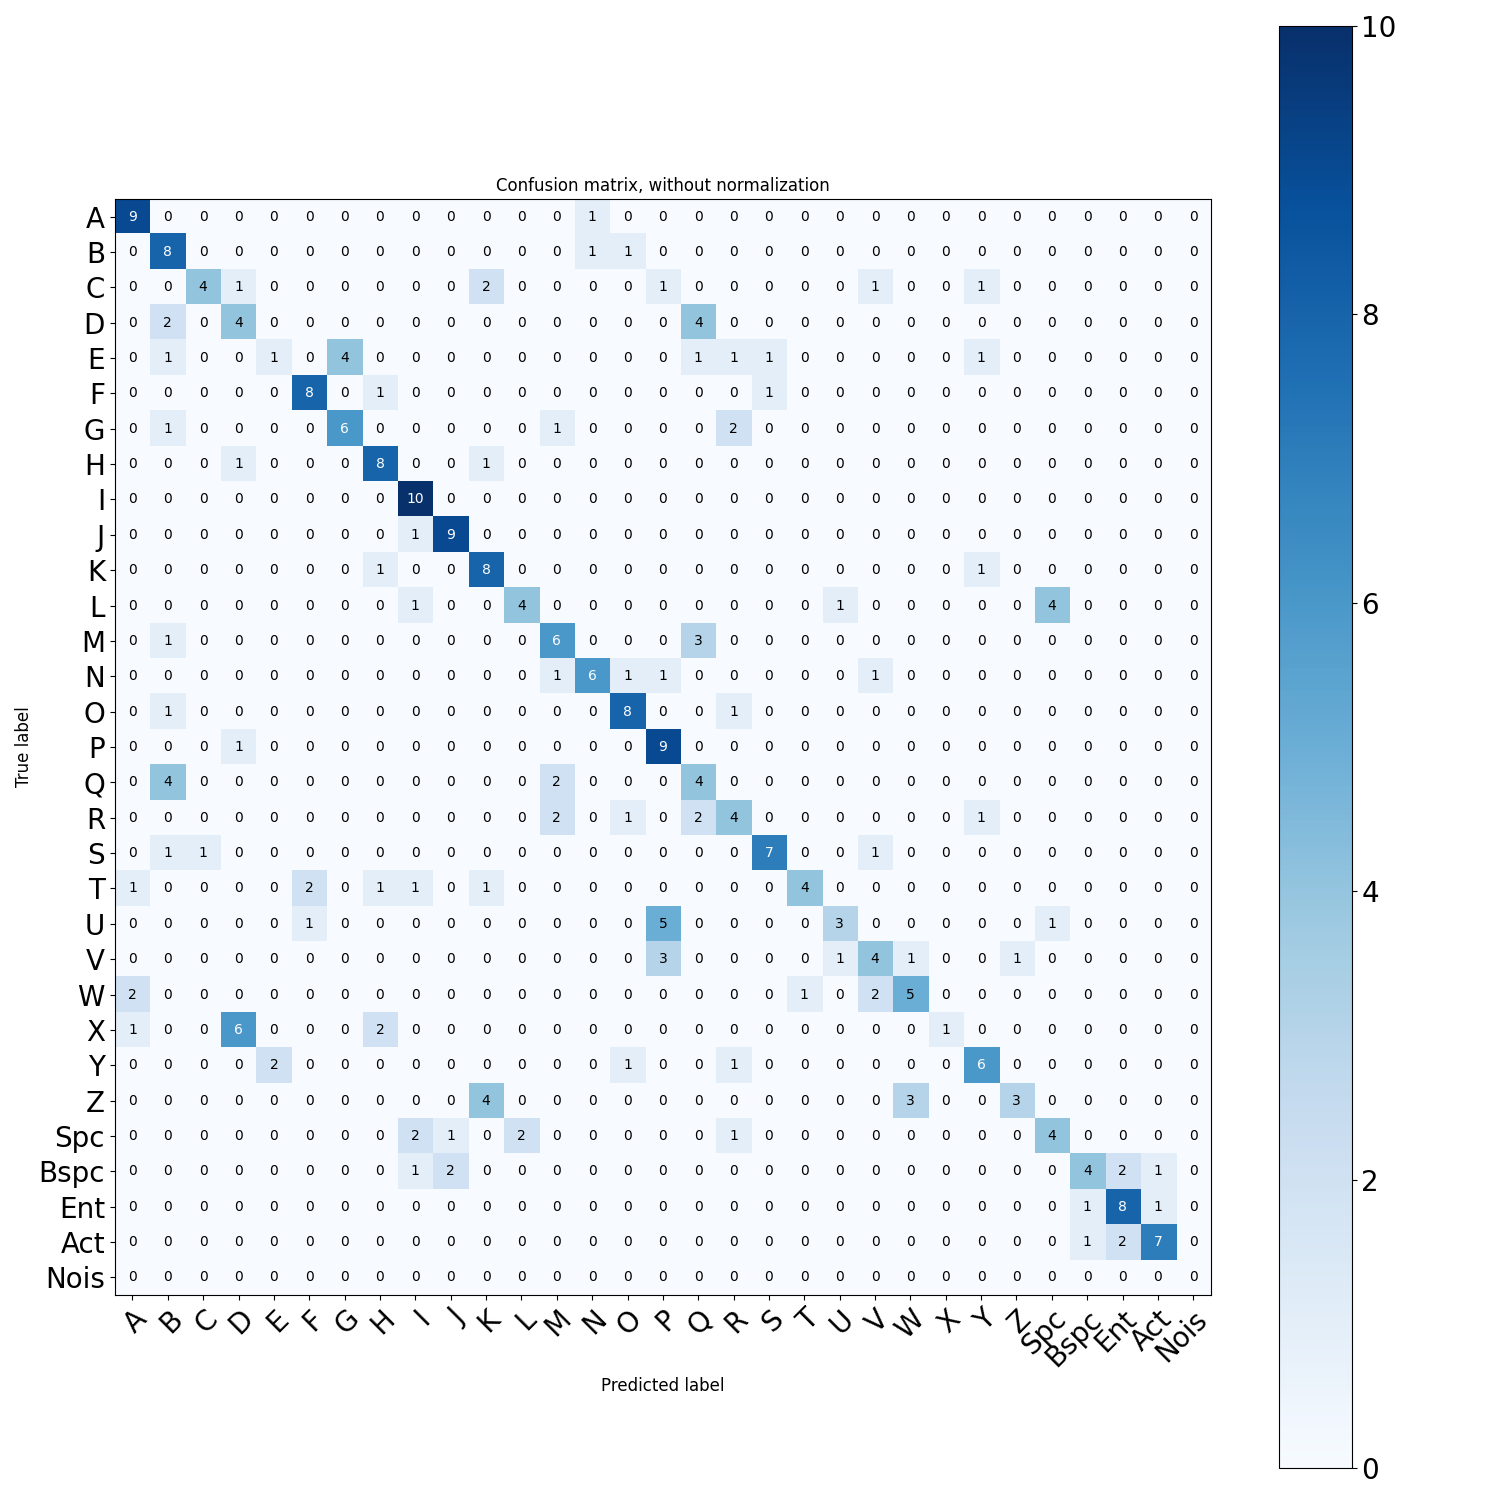 Confusion matrix, without normalization
A 9 0 0 0 0 0 0 0 0 0 0 0 0 1 0 0 0 0 0 0 0 0 0 0 0 0 0 0 0 0 0
B 0 8 0 0 0 0 0 0 0 0 0 0 0 1 1 0 0 0 0 0 0 0 0 0 0 0 0 0 0 0 0
C 0 0 4 1 0 0 0 0 0 0 2 0 0 0 0 1 0 0 0 0 0 1 0 0 1 0 0 0 0 0 0
D 0 2 0 4 0 0 0 0 0 0 0 0 0 0 0 0 4 0 0 0 0 0 0 0 0 0 0 0 0 0 0
E 0 1 0 0 1 0 4 0 0 0 0 0 0 0 0 0 1 1 1 0 0 0 0 0 1 0 0 0 0 0 0
F 0 0 0 0 0 8 0 1 0 0 0 0 0 0 0 0 0 0 1 0 0 0 0 0 0 0 0 0 0 0 0
G 0 1 0 0 0 0 6 0 0 0 0 0 1 0 0 0 0 2 0 0 0 0 0 0 0 0 0 0 0 0 0
H 0 0 0 1 0 0 0 8 0 0 1 0 0 0 0 0 0 0 0 0 0 0 0 0 0 0 0 0 0 0 0
I 0 0 0 0 0 0 0 0 10 0 0 0 0 0 0 0 0 0 0 0 0 0 0 0 0 0 0 0 0 0 0
J 0 0 0 0 0 0 0 0 1 9 0 0 0 0 0 0 0 0 0 0 0 0 0 0 0 0 0 0 0 0 0
K 0 0 0 0 0 0 0 1 0 0 8 0 0 0 0 0 0 0 0 0 0 0 0 0 1 0 0 0 0 0 0
L 0 0 0 0 0 0 0 0 1 0 0 4 0 0 0 0 0 0 0 0 1 0 0 0 0 0 4 0 0 0 0
M 0 1 0 0 0 0 0 0 0 0 0 0 6 0 0 0 3 0 0 0 0 0 0 0 0 0 0 0 0 0 0
N 0 0 0 0 0 0 0 0 0 0 0 0 1 6 1 1 0 0 0 0 0 1 0 0 0 0 0 0 0 0 0
O 0 1 0 0 0 0 0 0 0 0 0 0 0 0 8 0 0 1 0 0 0 0 0 0 0 0 0 0 0 0 0
P 0 0 0 1 0 0 0 0 0 0 0 0 0 0 0 9 0 0 0 0 0 0 0 0 0 0 0 0 0 0 0
Q 0 4 0 0 0 0 0 0 0 0 0 0 2 0 0 0 4 0 0 0 0 0 0 0 0 0 0 0 0 0 0
R 0 0 0 0 0 0 0 0 0 0 0 0 2 0 1 0 2 4 0 0 0 0 0 0 1 0 0 0 0 0 0
S 0 1 1 0 0 0 0 0 0 0 0 0 0 0 0 0 0 0 7 0 0 1 0 0 0 0 0 0 0 0 0
T 1 0 0 0 0 2 0 1 1 0 1 0 0 0 0 0 0 0 0 4 0 0 0 0 0 0 0 0 0 0 0
U 0 0 0 0 0 1 0 0 0 0 0 0 0 0 0 5 0 0 0 0 3 0 0 0 0 0 1 0 0 0 0
V 0 0 0 0 0 0 0 0 0 0 0 0 0 0 0 3 0 0 0 0 1 4 1 0 0 1 0 0 0 0 0
W 2 0 0 0 0 0 0 0 0 0 0 0 0 0 0 0 0 0 0 1 0 2 5 0 0 0 0 0 0 0 0
X 1 0 0 6 0 0 0 2 0 0 0 0 0 0 0 0 0 0 0 0 0 0 0 1 0 0 0 0 0 0 0
Y 0 0 0 0 2 0 0 0 0 0 0 0 0 0 1 0 0 1 0 0 0 0 0 0 6 0 0 0 0 0 0
Z 0 0 0 0 0 0 0 0 0 0 4 0 0 0 0 0 0 0 0 0 0 0 3 0 0 3 0 0 0 0 0
Spc 0 0 0 0 0 0 0 0 2 1 0 2 0 0 0 0 0 1 0 0 0 0 0 0 0 0 4 0 0 0 0
Bspc 0 0 0 0 0 0 0 0 1 2 0 0 0 0 0 0 0 0 0 0 0 0 0 0 0 0 0 4 2 1 0
Ent 0 0 0 0 0 0 0 0 0 0 0 0 0 0 0 0 0 0 0 0 0 0 0 0 0 0 0 1 8 1 0
Act 0 0 0 0 0 0 0 0 0 0 0 0 0 0 0 0 0 0 0 0 0 0 0 0 0 0 0 1 2 7 0
Nois 0 0 0 0 0 0 0 0 0 0 0 0 0 0 0 0 0 0 0 0 0 0 0 0 0 0 0 0 0 0 0
A B C D E F G H I J K L M N O P Q R S T U V W X Y Z Spc Bspc Ent Act Nois
Predicted label
True label
10
8
6
4
2
0